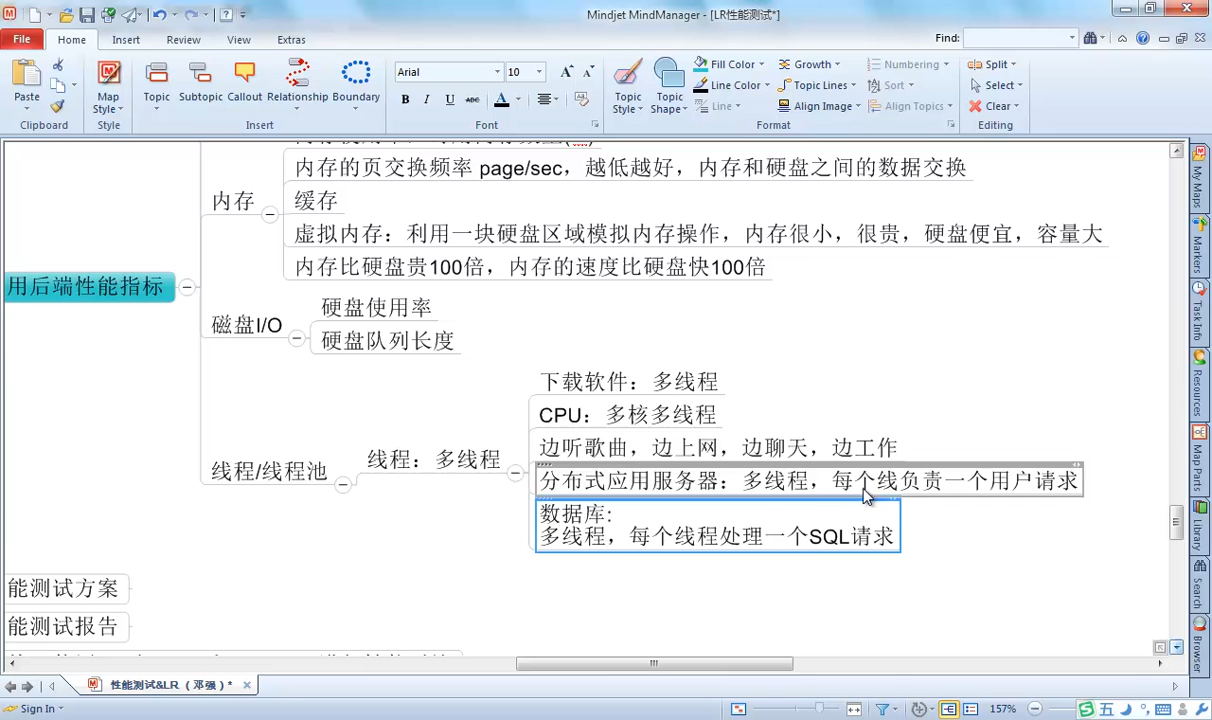 Mindjet MindManager - [LR性能测试*]
File
Home
Insert
Review
View
Extras
Find:
Paste
Map
Style
Topic
Subtopic
Callout
Relationship
Boundary
Arial
10
B I U abc A
Topic
Style
Topic
Shape
Fill Color
Line Color
Line
Growth
Topic Lines
Align Image
Numbering
Sort
Align Topics
Split
Select
Clear
Clipboard
Style
Insert
Font
Format
Editing
内存的页交换频率 page/sec，越低越好，内存和硬盘之间的数据交换
内存
缓存
虚拟内存：利用一块硬盘区域模拟内存操作，内存很小，很贵，硬盘便宜，容量大
内存比硬盘贵100倍，内存的速度比硬盘快100倍
用后端性能指标
磁盘I/O
硬盘使用率
硬盘队列长度
线程/线程池
线程：多线程
下载软件：多线程
CPU：多核多线程
边听歌曲，边上网，边聊天，边工作
分布式应用服务器：多线程，每个线负责一个用户请求
数据库:
多线程，每个线程处理一个SQL请求
能测试方案
能测试报告
My Maps
Markers
Task Info
Resources
Map Parts
Library
Search
Browser
性能测试&LR （邓强）*
Sign In
157%
五